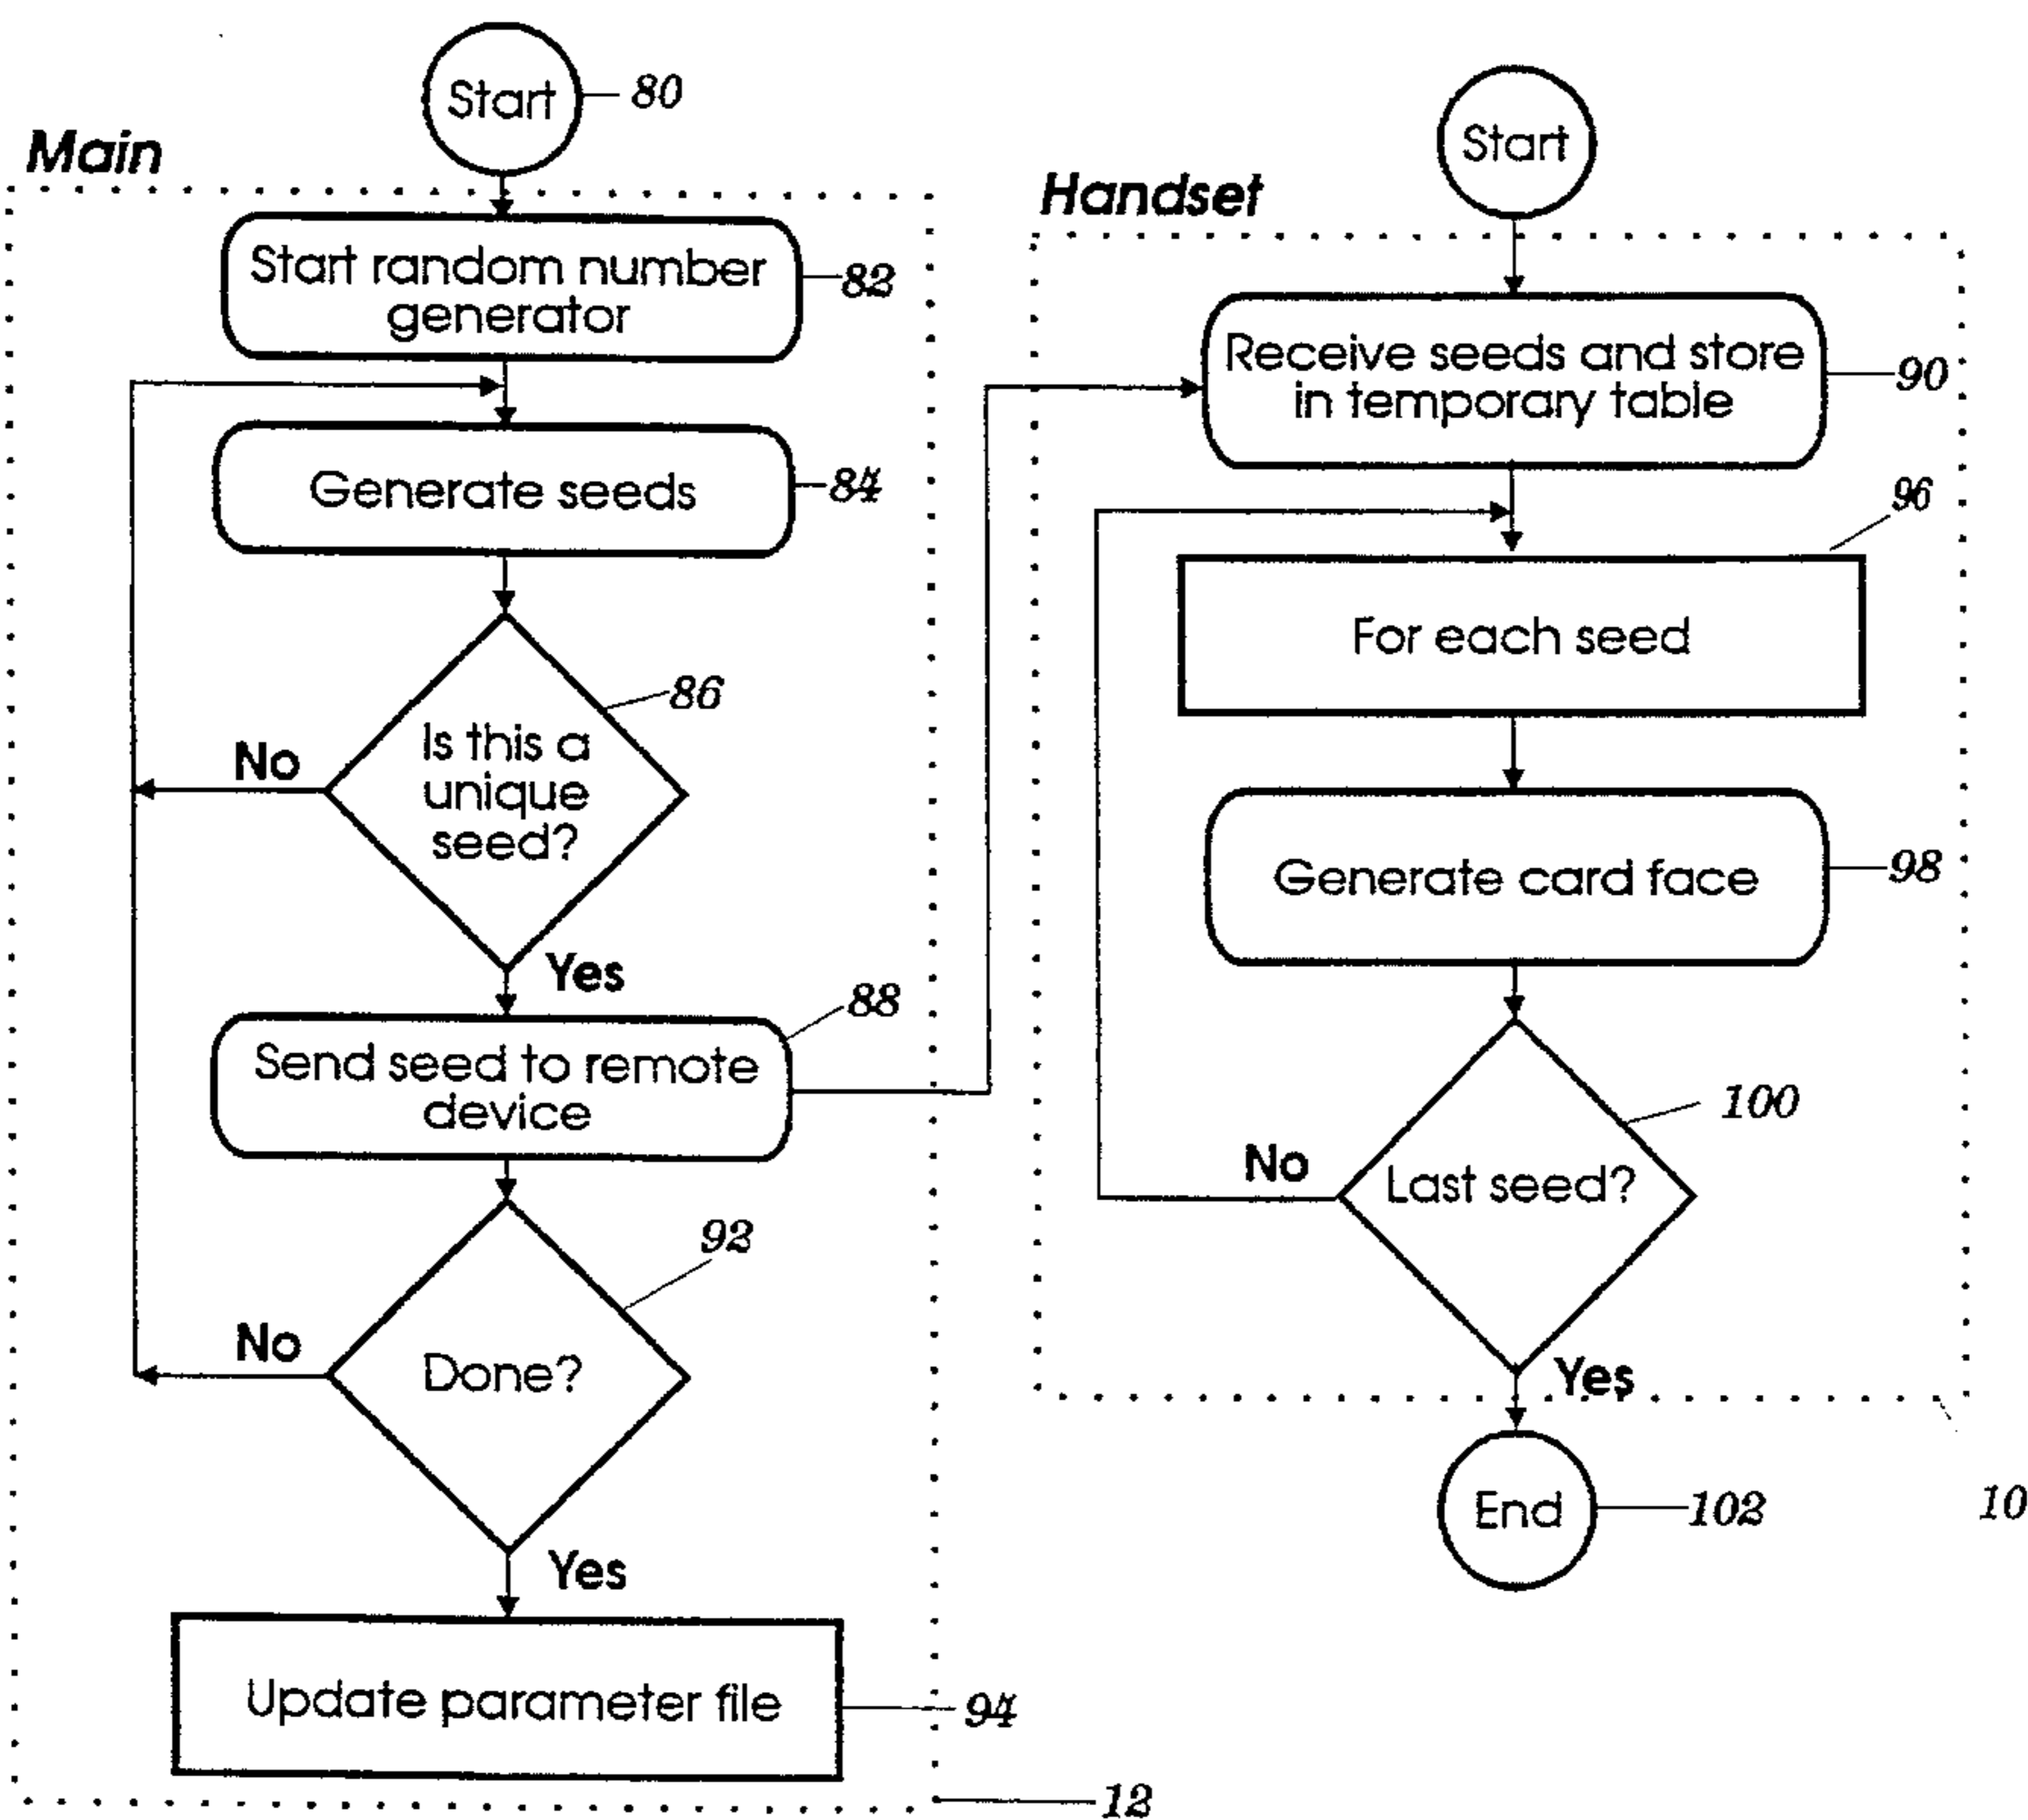 Start
80
Main
Start random number
generator
82
Generate seeds
84
Is this a
unique
seed?
86
No
Yes
Send seed to remote
device
88
Done?
92
No
Yes
Update parameter file
94
12
Start
Handset
Receive seeds and store
in temporary table
90
For each seed
96
Generate card face
98
Last seed?
100
No
Yes
End
102
10